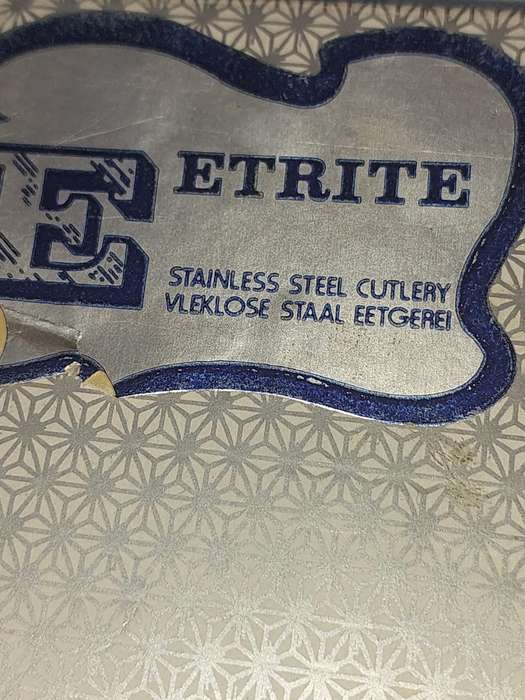 E
ETRITE
STAINLESS STEEL CUTLERY
VLEKLOSE STAAL EETGEREI